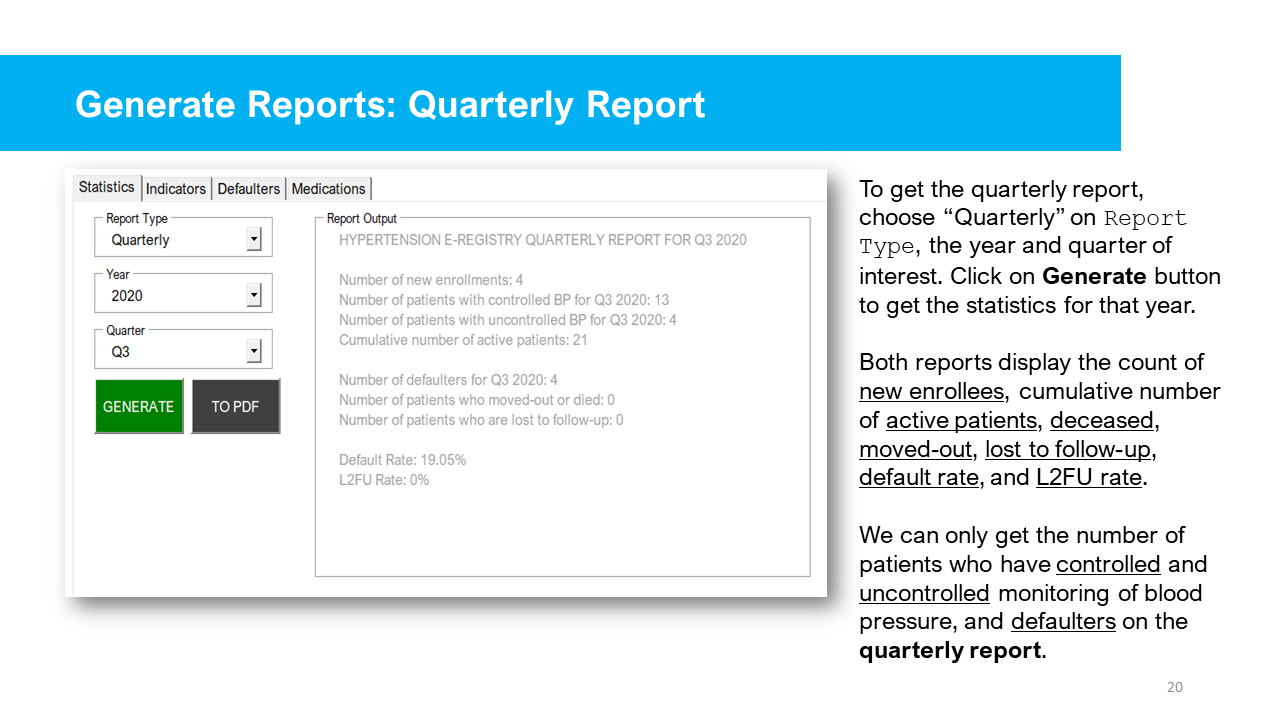 Generate Reports: Quarterly Report
Statistics Indicators Defaulters Medications
Report Type
Quarterly
Year
2020
Quarter
Q3
GENERATE TO PDF
Report Output
HYPERTENSION E-REGISTRY QUARTERLY REPORT FOR Q3 2020
Number of new enrollments: 4
Number of patients with controlled BP for Q3 2020: 13
Number of patients with uncontrolled BP for Q3 2020: 4
Cumulative number of active patients: 21
Number of defaulters for Q3 2020: 4
Number of patients who moved-out or died: 0
Number of patients who are lost to follow-up: 0
Default Rate: 19.05%
L2FU Rate: 0%
To get the quarterly report,
choose “Quarterly” on Report
Type, the year and quarter of
interest. Click on Generate button
to get the statistics for that year.
Both reports display the count of
new enrollees, cumulative number
of active patients, deceased,
moved-out, lost to follow-up,
default rate, and L2FU rate.
We can only get the number of
patients who have controlled and
uncontrolled monitoring of blood
pressure, and defaulters on the
quarterly report.
20